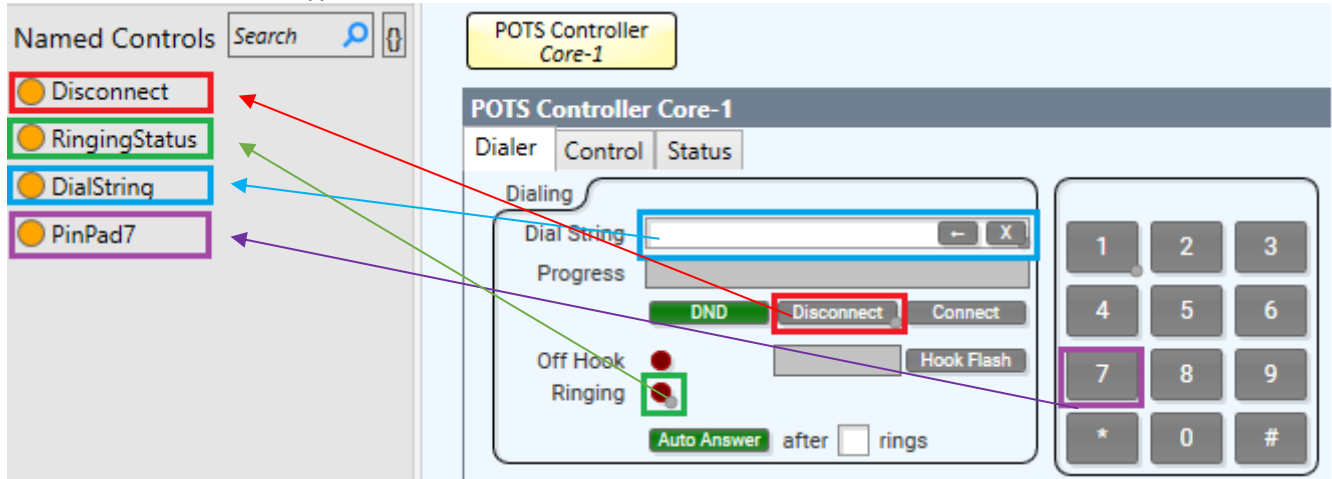 Named Controls Search {}
Disconnect
RingingStatus
DialString
PinPad7
POTS Controller
Core-1
POTS Controller Core-1
Dialer Control Status
Dialing
Dial String ← X
Progress
DND Disconnect Connect
Off Hook Hook Flash
Ringing
Auto Answer after rings
1 2 3
4 5 6
7 8 9
* 0 #